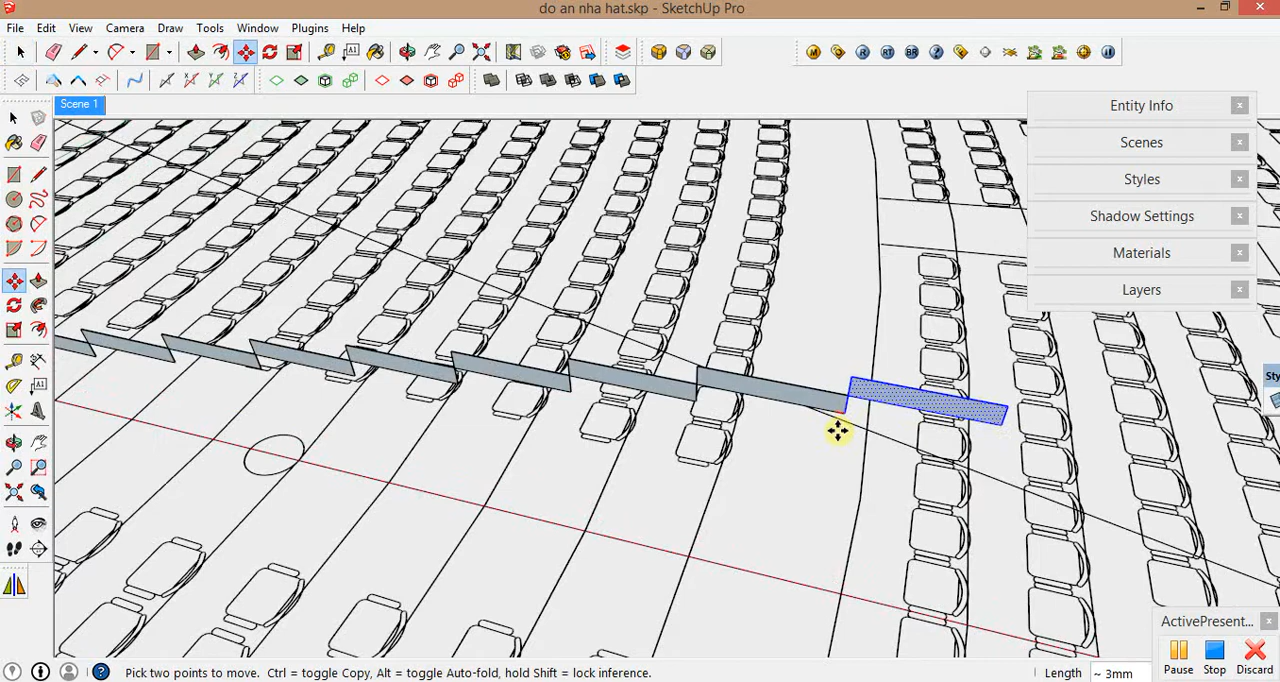 do an nha hat.skp - SketchUp Pro
File Edit View Camera Draw Tools Window Plugins Help
Scene 1
Entity Info
Scenes
Styles
Shadow Settings
Materials
Layers
Sty
ActivePresent...
Pause Stop Discard
Pick two points to move. Ctrl = toggle Copy, Alt = toggle Auto-fold, hold Shift = lock inference.
Length ~ 3mm